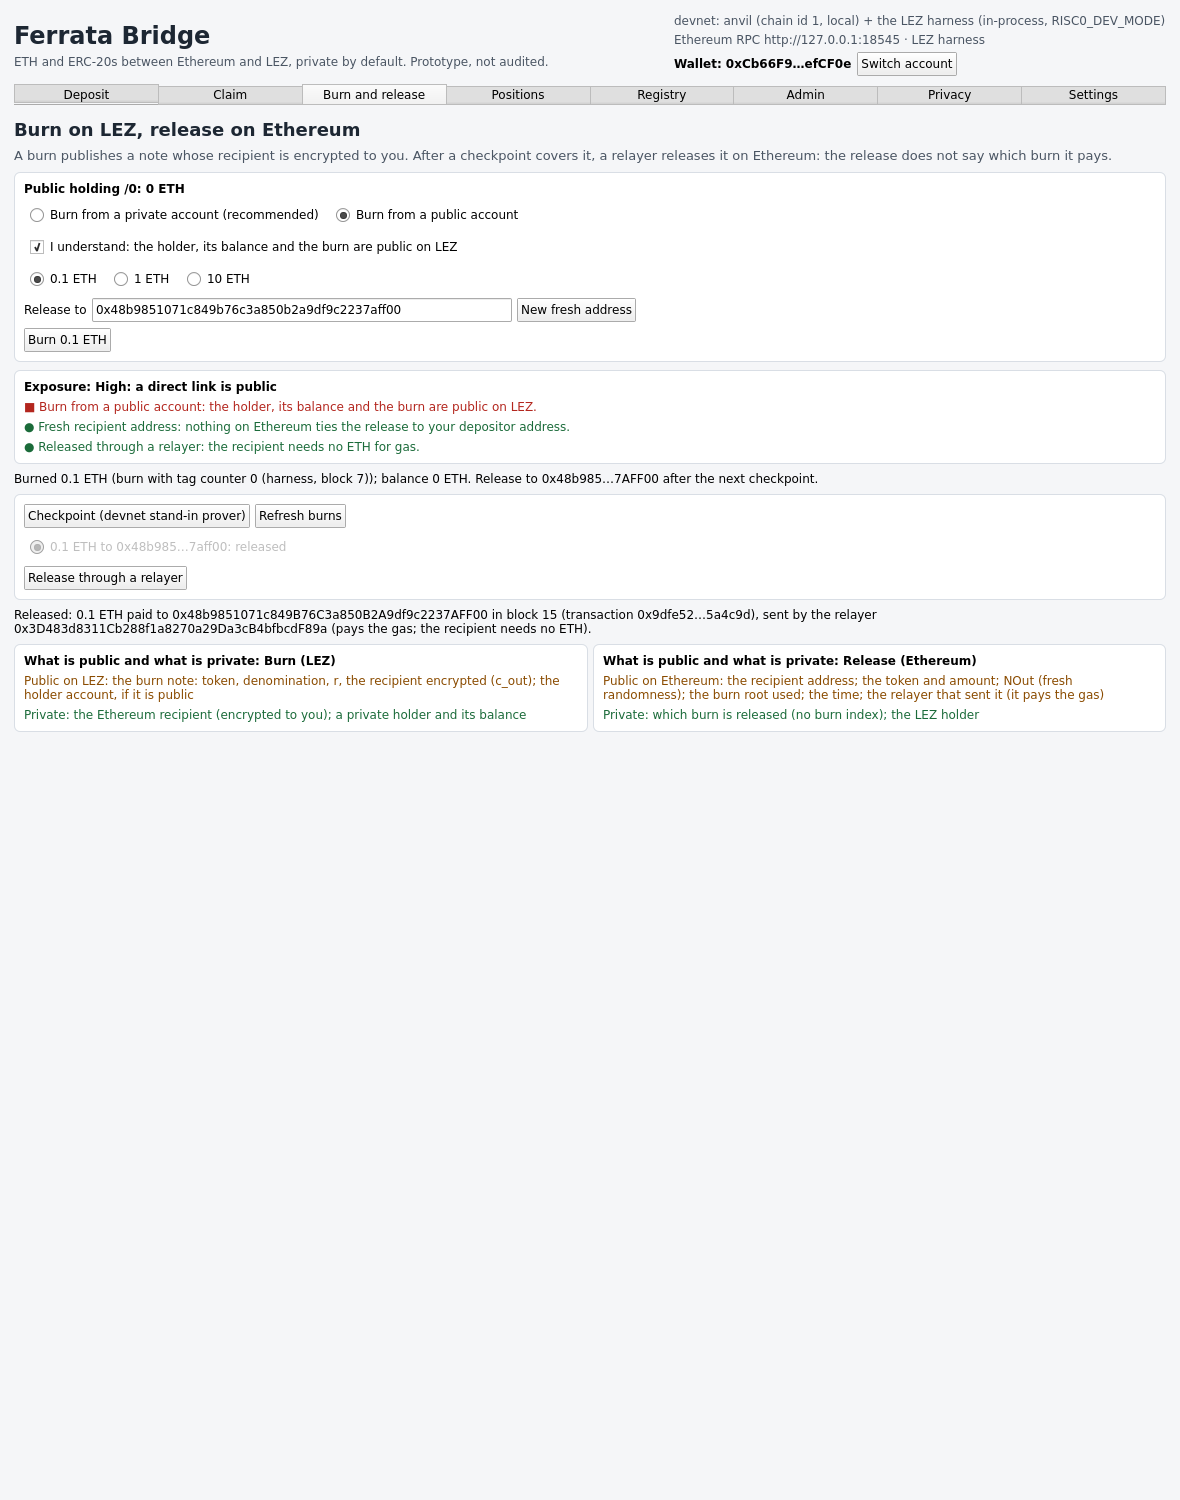 Ferrata Bridge
ETH and ERC-20s between Ethereum and LEZ, private by default. Prototype, not audited.
devnet: anvil (chain id 1, local) + the LEZ harness (in-process, RISC0_DEV_MODE)
Ethereum RPC http://127.0.0.1:18545 · LEZ harness
Wallet: 0xCb66F9…efCF0e Switch account
Deposit Claim Burn and release Positions Registry Admin Privacy Settings
Burn on LEZ, release on Ethereum
A burn publishes a note whose recipient is encrypted to you. After a checkpoint covers it, a relayer releases it on Ethereum: the release does not say which burn it pays.
Public holding /0: 0 ETH
Burn from a private account (recommended) Burn from a public account
I understand: the holder, its balance and the burn are public on LEZ
0.1 ETH 1 ETH 10 ETH
Release to 0x48b9851071c849b76c3a850b2a9df9c2237aff00 New fresh address
Burn 0.1 ETH
Exposure: High: a direct link is public
■ Burn from a public account: the holder, its balance and the burn are public on LEZ.
● Fresh recipient address: nothing on Ethereum ties the release to your depositor address.
● Released through a relayer: the recipient needs no ETH for gas.
Burned 0.1 ETH (burn with tag counter 0 (harness, block 7)); balance 0 ETH. Release to 0x48b985…7AFF00 after the next checkpoint.
Checkpoint (devnet stand-in prover) Refresh burns
0.1 ETH to 0x48b985…7aff00: released
Release through a relayer
Released: 0.1 ETH paid to 0x48b9851071c849B76C3a850B2A9df9c2237AFF00 in block 15 (transaction 0x9dfe52…5a4c9d), sent by the relayer
0x3D483d8311Cb288f1a8270a29Da3cB4bfbcdF89a (pays the gas; the recipient needs no ETH).
What is public and what is private: Burn (LEZ)
Public on LEZ: the burn note: token, denomination, r, the recipient encrypted (c_out); the
holder account, if it is public
Private: the Ethereum recipient (encrypted to you); a private holder and its balance
What is public and what is private: Release (Ethereum)
Public on Ethereum: the recipient address; the token and amount; NOut (fresh
randomness); the burn root used; the time; the relayer that sent it (it pays the gas)
Private: which burn is released (no burn index); the LEZ holder